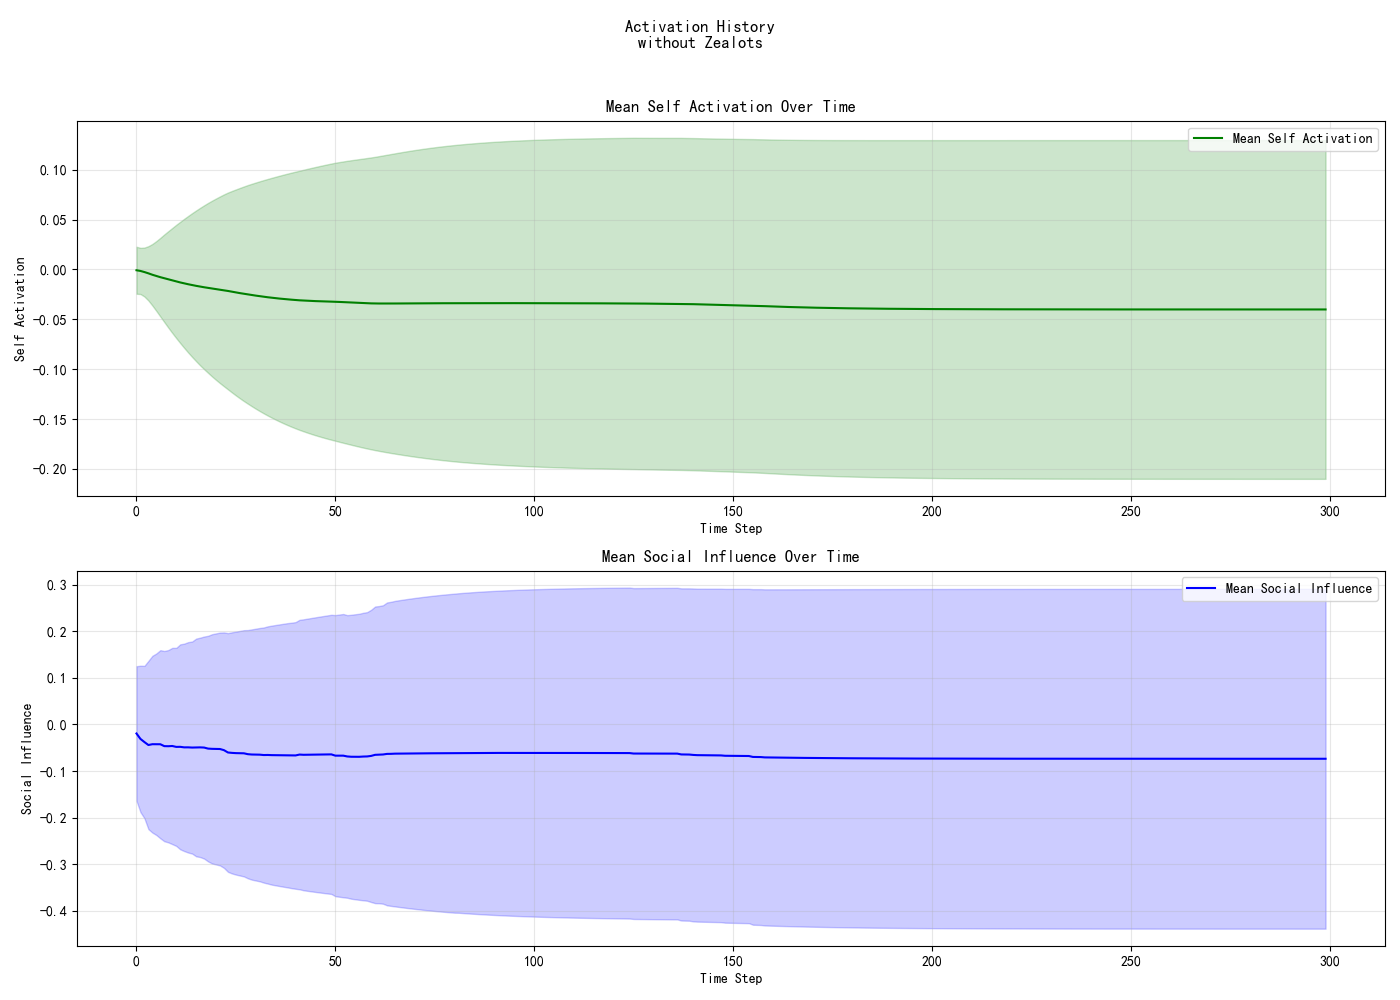 Activation History
without Zealots
Mean Self Activation Over Time
Mean Self Activation
Self Activation
0.10
0.05
0.00
−0.05
−0.10
−0.15
−0.20
0 50 100 150 200 250 300
Time Step
Mean Social Influence Over Time
Mean Social Influence
Social Influence
0.3
0.2
0.1
0.0
−0.1
−0.2
−0.3
−0.4
0 50 100 150 200 250 300
Time Step